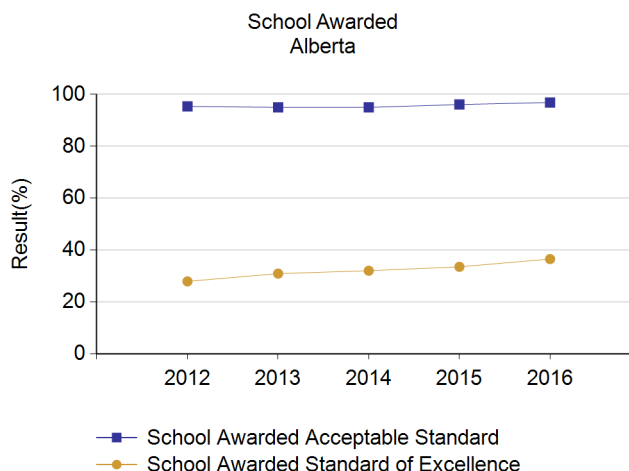 School Awarded
Alberta
Result(%)
100
80
60
40
20
0
2012 2013 2014 2015 2016
School Awarded Acceptable Standard
School Awarded Standard of Excellence